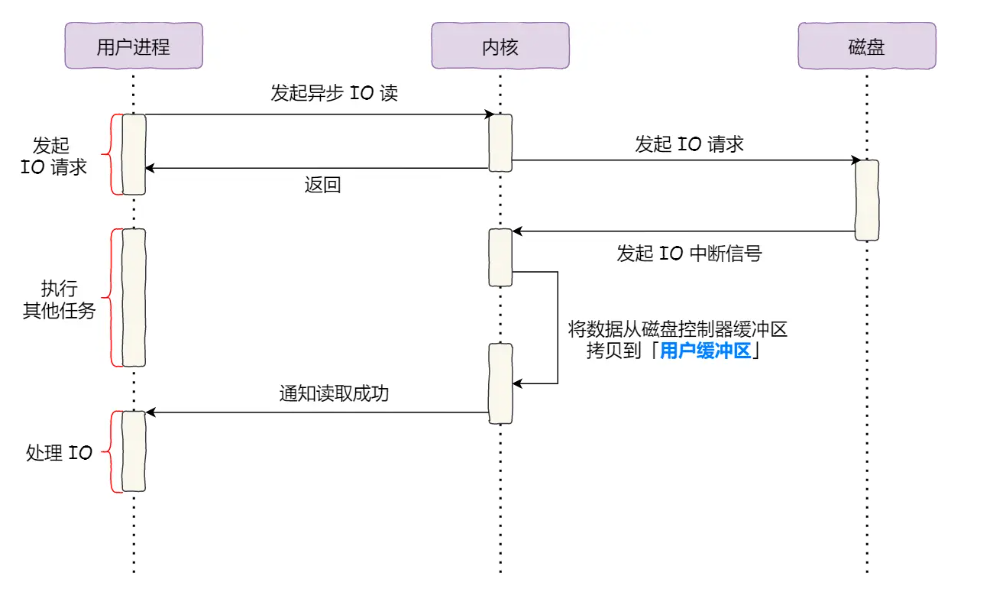 用户进程
内核
磁盘
发起异步 IO 读
发起
IO 请求
发起 IO 请求
返回
发起 IO 中断信号
执行
其他任务
将数据从磁盘控制器缓冲区
拷贝到「用户缓冲区」
通知读取成功
处理 IO